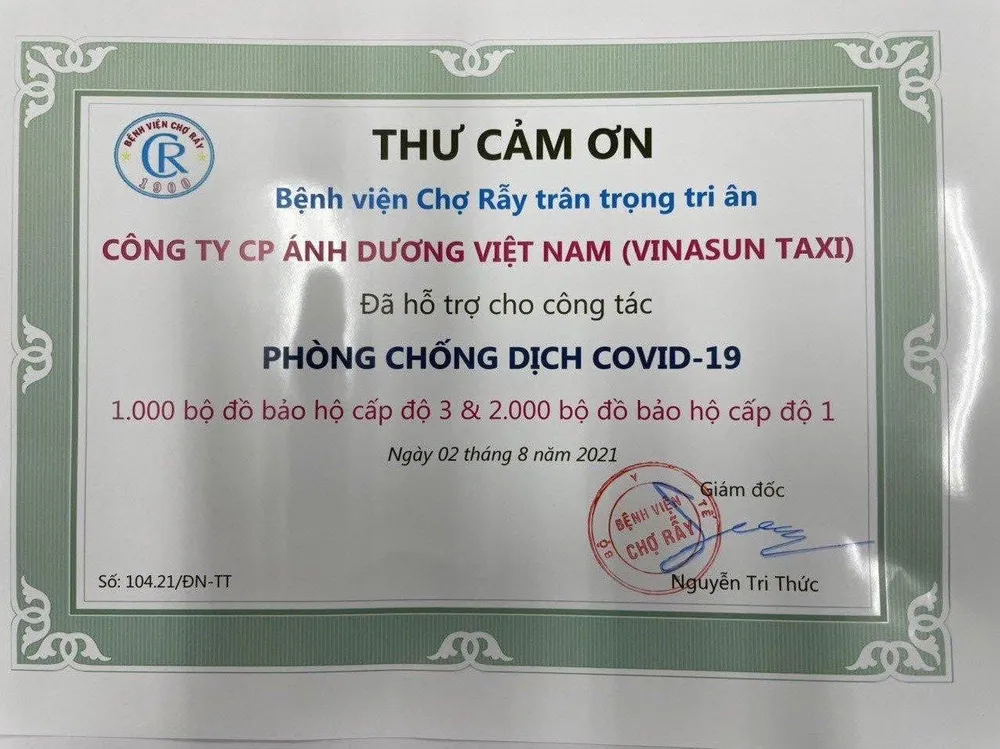 BỆNH VIỆN CHỢ RẪY
CR
1900
THƯ CẢM ƠN
Bệnh viện Chợ Rẫy trân trọng tri ân
CÔNG TY CP ÁNH DƯƠNG VIỆT NAM (VINASUN TAXI)
Đã hỗ trợ cho công tác
PHÒNG CHỐNG DỊCH COVID-19
1.000 bộ đồ bảo hộ cấp độ 3 & 2.000 bộ đồ bảo hộ cấp độ 1
Ngày 02 tháng 8 năm 2021
Giám đốc
BỘ Y TẾ
BỆNH VIỆN
CHỢ RẪY
Số: 104.21/ĐN-TT
Nguyễn Tri Thức